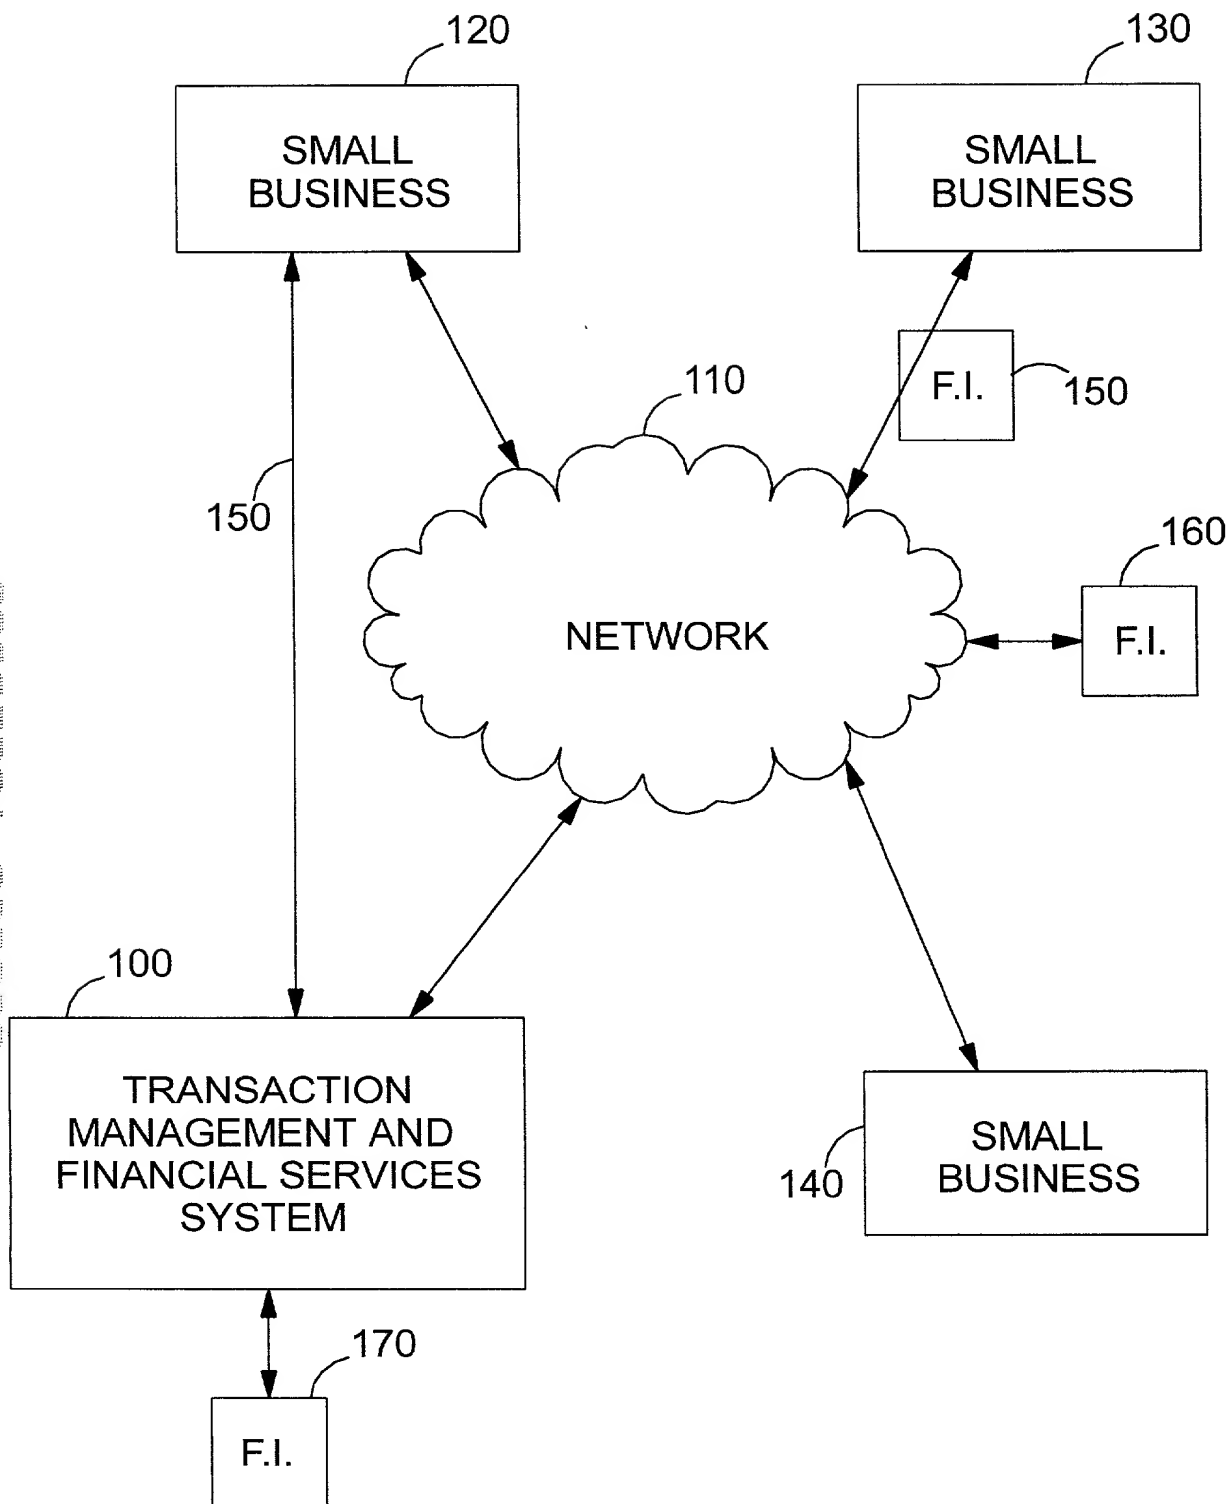 120
130
SMALL
BUSINESS
SMALL
BUSINESS
110
F.I.
150
150
160
NETWORK
F.I.
100
TRANSACTION
MANAGEMENT AND
FINANCIAL SERVICES
SYSTEM
SMALL
BUSINESS
140
170
F.I.